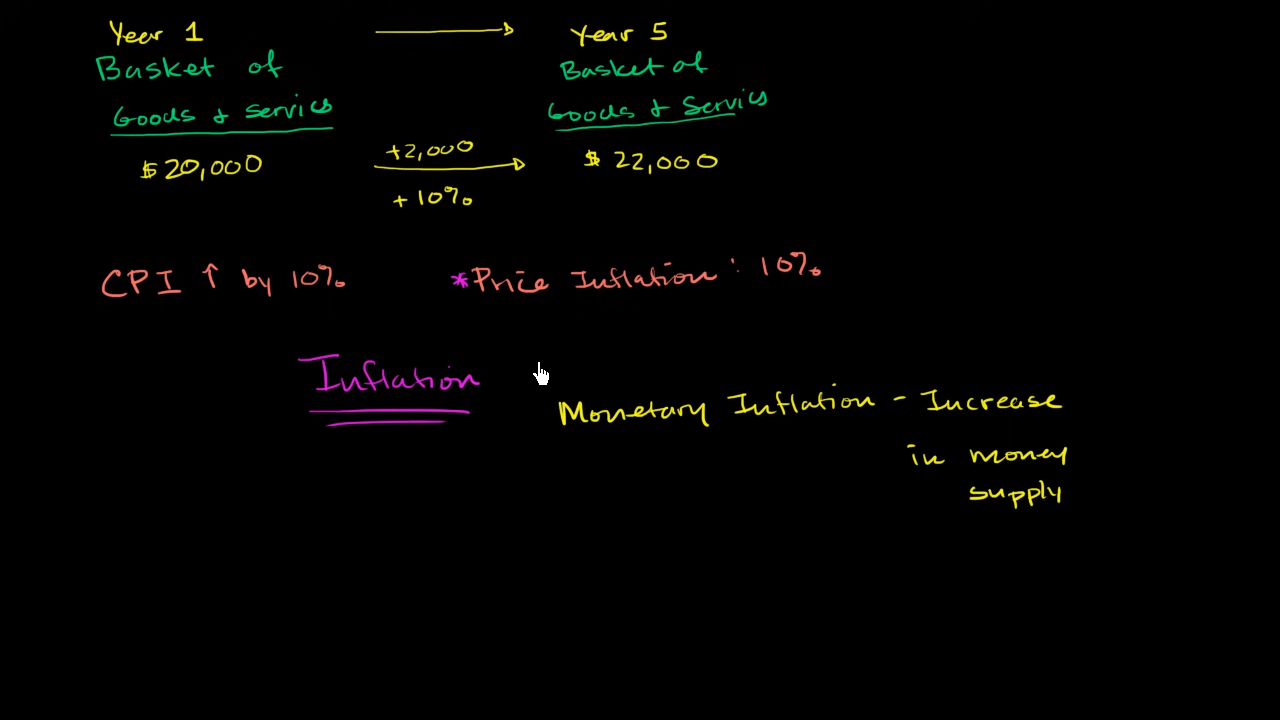 Year 1
Year 5
Basket of
Goods + Servics
Basket of
Goods + Servics
$20,000
+2,000
+10%
$ 22,000
CPI ↑ by 10%
*Price Inflation: 10%
Inflation
Monetary Inflation - Increase
in money
supply